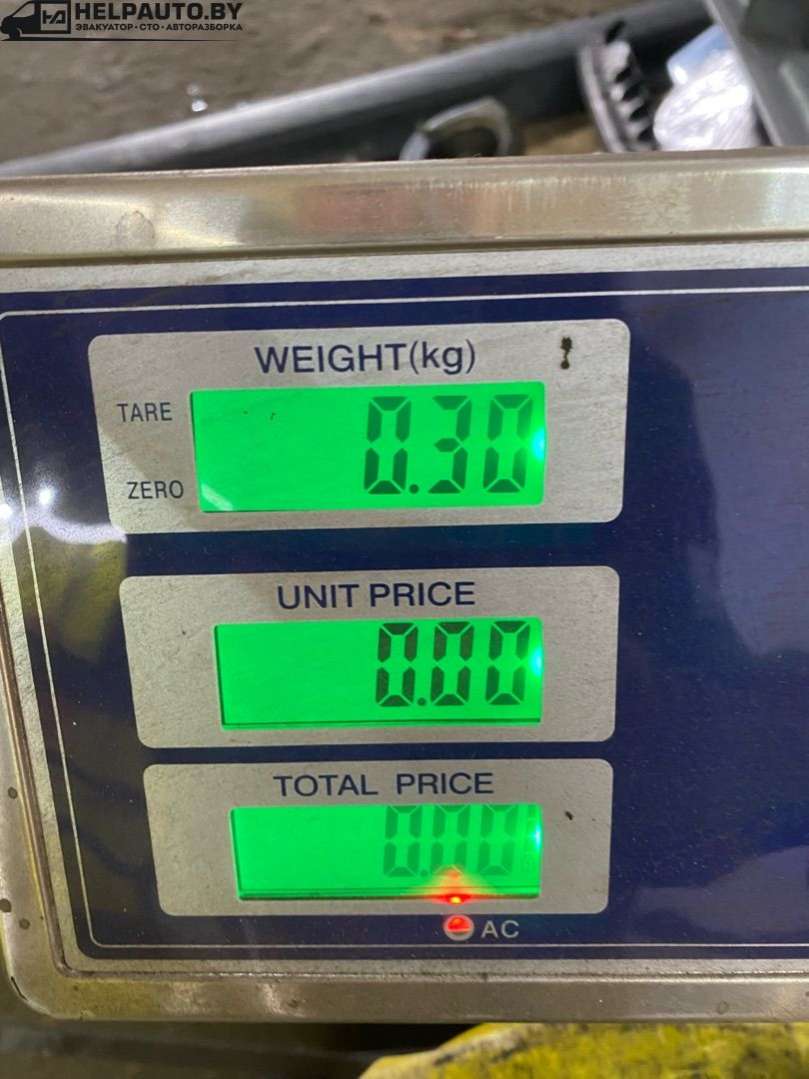 HELPAUTO.BY
ЭВАКУАТОР•СТО•АВТОРАЗБОРКА
WEIGHT(kg)
TARE
0.30
ZERO
UNIT PRICE
0.00
TOTAL PRICE
0.00
AC